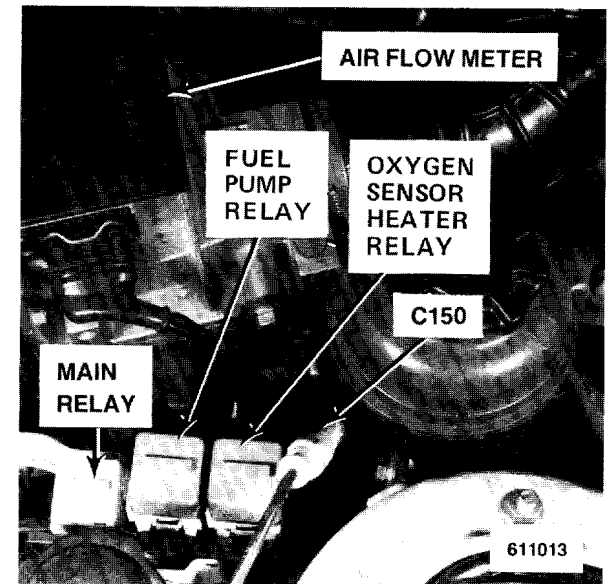 AIR FLOW METER
FUEL
PUMP
RELAY
OXYGEN
SENSOR
HEATER
RELAY
C150
MAIN
RELAY
611013